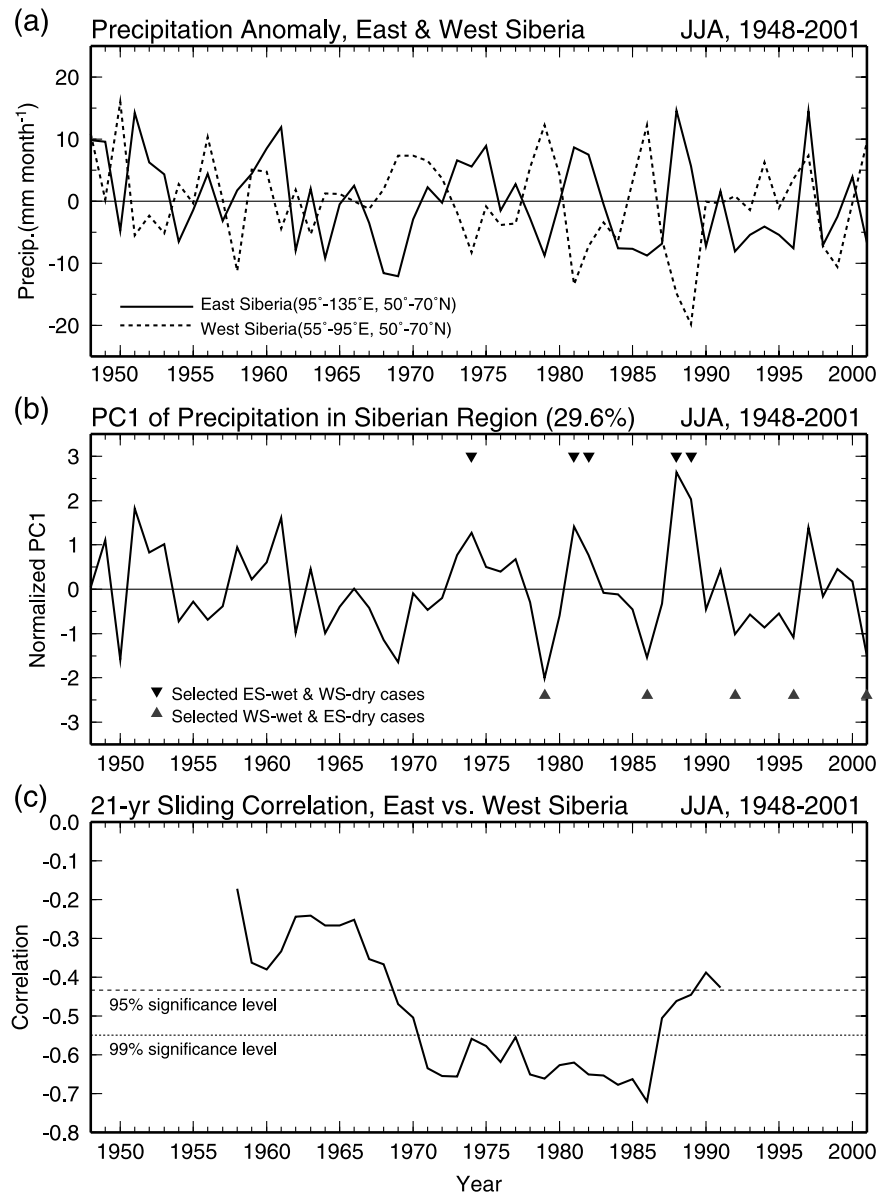 (a) Precipitation Anomaly, East & West Siberia JJA, 1948-2001
20
10
0
-10
-20
Precip.(mm month⁻¹)
East Siberia(95°-135°E, 50°-70°N)
West Siberia(55°-95°E, 50°-70°N)
1950 1955 1960 1965 1970 1975 1980 1985 1990 1995 2000
(b) PC1 of Precipitation in Siberian Region (29.6%) JJA, 1948-2001
3
2
1
0
-1
-2
-3
Normalized PC1
▼ Selected ES-wet & WS-dry cases
▲ Selected WS-wet & ES-dry cases
1950 1955 1960 1965 1970 1975 1980 1985 1990 1995 2000
(c) 21-yr Sliding Correlation, East vs. West Siberia JJA, 1948-2001
0.0
-0.1
-0.2
-0.3
-0.4
-0.5
-0.6
-0.7
-0.8
Correlation
95% significance level
99% significance level
1950 1955 1960 1965 1970 1975 1980 1985 1990 1995 2000
Year